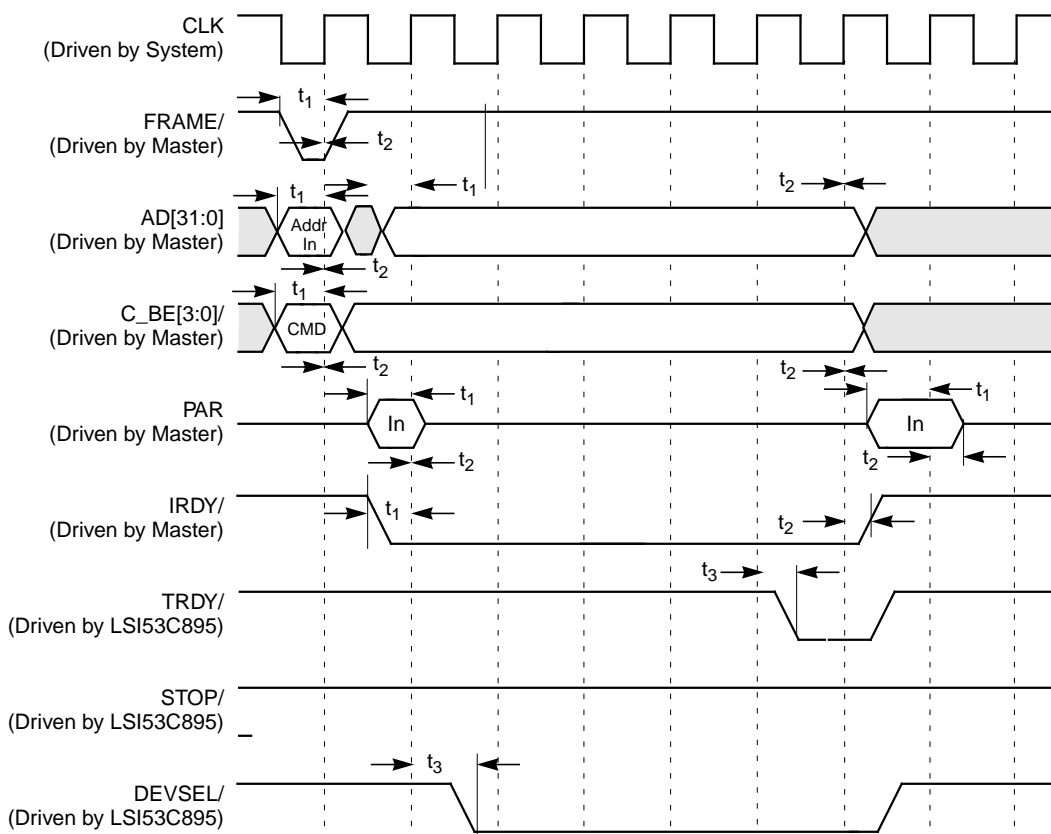 CLK
(Driven by System)
t1
FRAME/
(Driven by Master)
t2
t1
t1
t2
AD[31:0]
(Driven by Master)
Addr
In
t2
t1
C_BE[3:0]/
(Driven by Master)
CMD
t2
t2
t1
t1
PAR
(Driven by Master)
In
In
t2
t2
IRDY/
(Driven by Master)
t1
t2
t3
TRDY/
(Driven by LSI53C895)
STOP/
(Driven by LSI53C895)
t3
DEVSEL/
(Driven by LSI53C895)